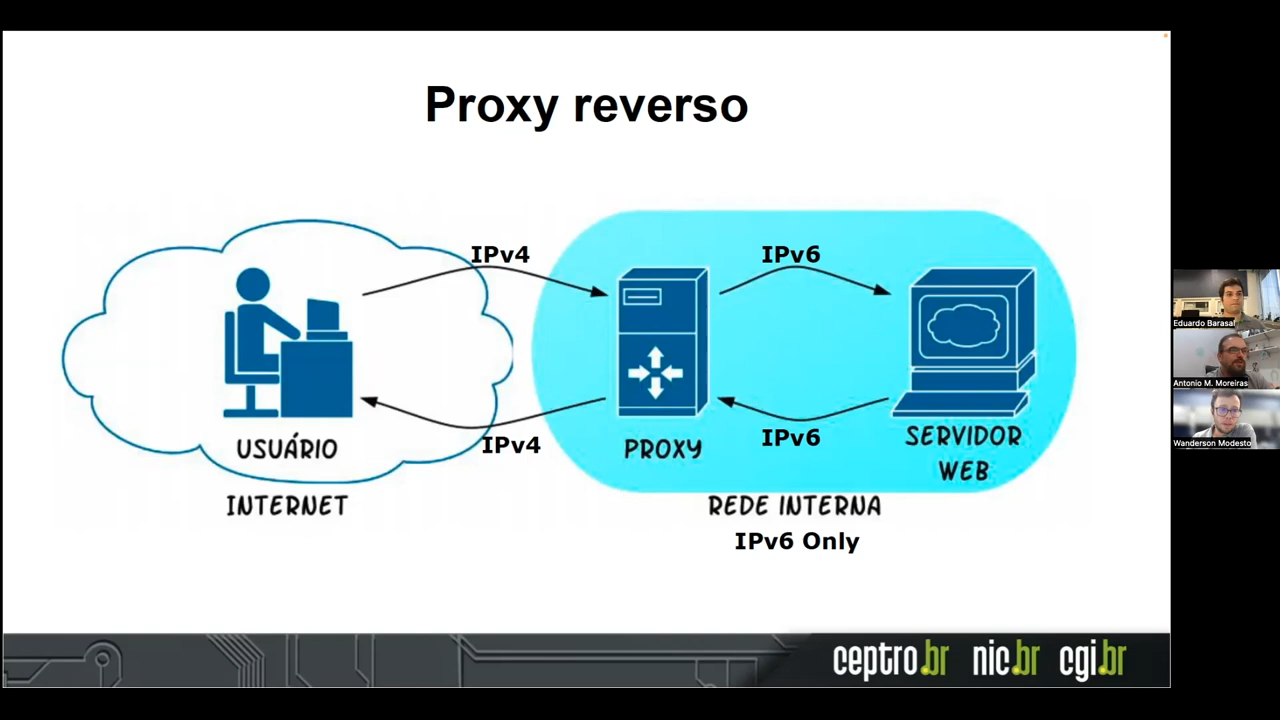 Proxy reverso
IPv4
IPv6
USUÁRIO
IPv4
PROXY
IPv6
SERVIDOR
WEB
INTERNET
REDE INTERNA
IPv6 Only
ceptro.br nic.br cgi.br
Eduardo Barasal
Antonio M. Moreiras
Wanderson Modesto